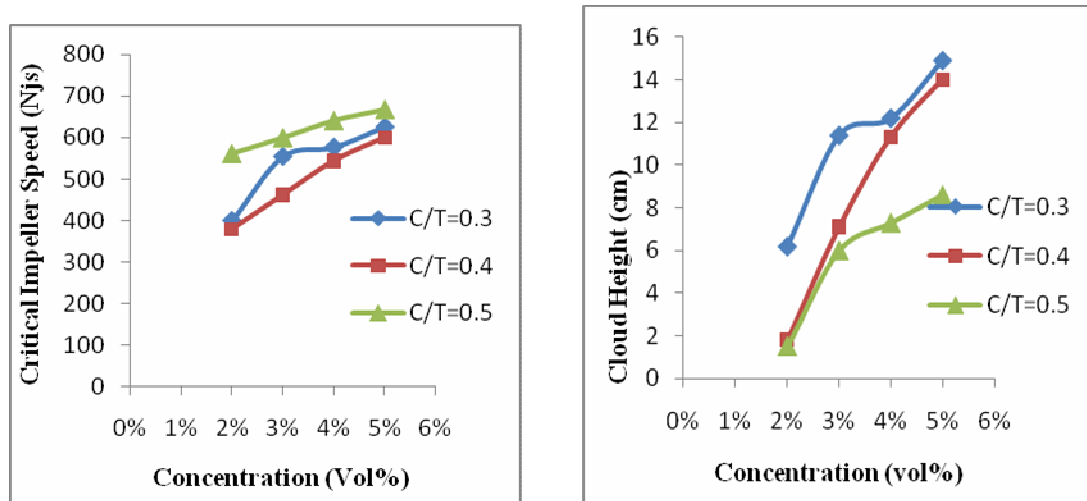 800
700
600
500
400
300
200
100
0
Critical Impeller Speed (Njs)
C/T=0.3
C/T=0.4
C/T=0.5
0% 1% 2% 3% 4% 5% 6%
Concentration (Vol%)
16
14
12
10
8
6
4
2
0
Cloud Height (cm)
C/T=0.3
C/T=0.4
C/T=0.5
0% 1% 2% 3% 4% 5% 6%
Concentration (vol%)